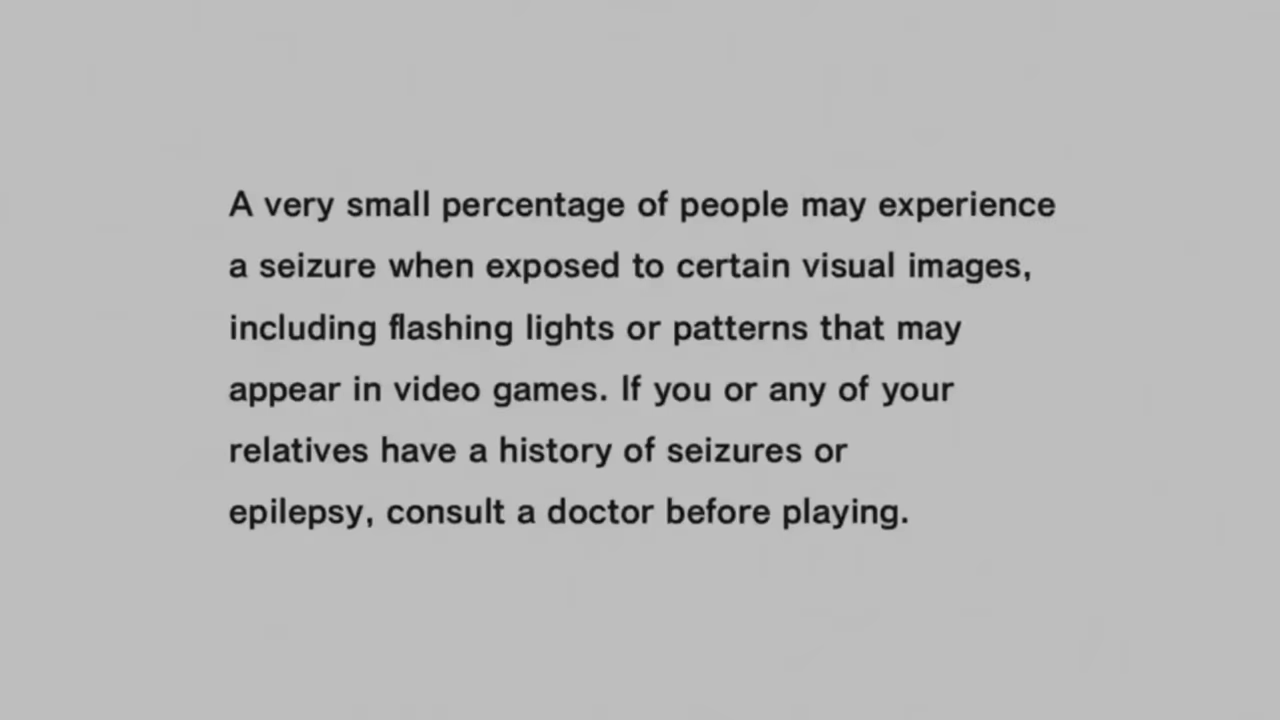 A very small percentage of people may experience
a seizure when exposed to certain visual images,
including flashing lights or patterns that may
appear in video games. If you or any of your
relatives have a history of seizures or
epilepsy, consult a doctor before playing.